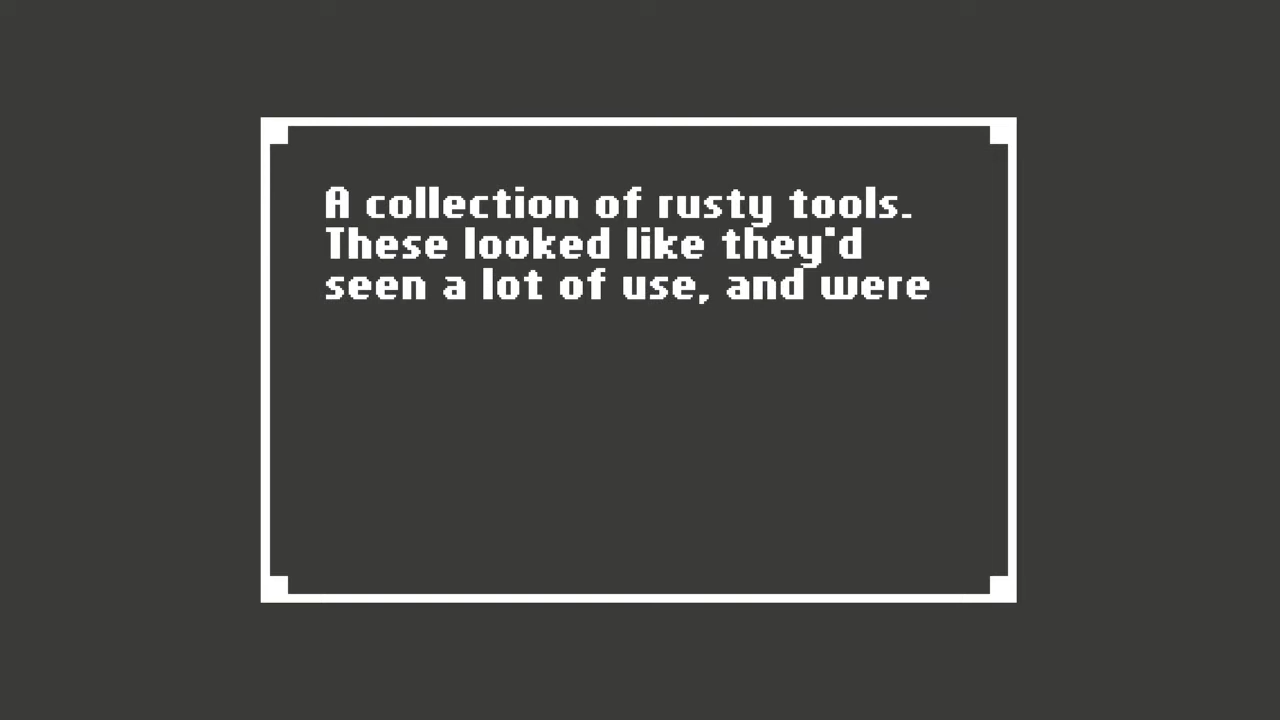 A collection of rusty tools.
These looked like they'd
seen a lot of use, and were